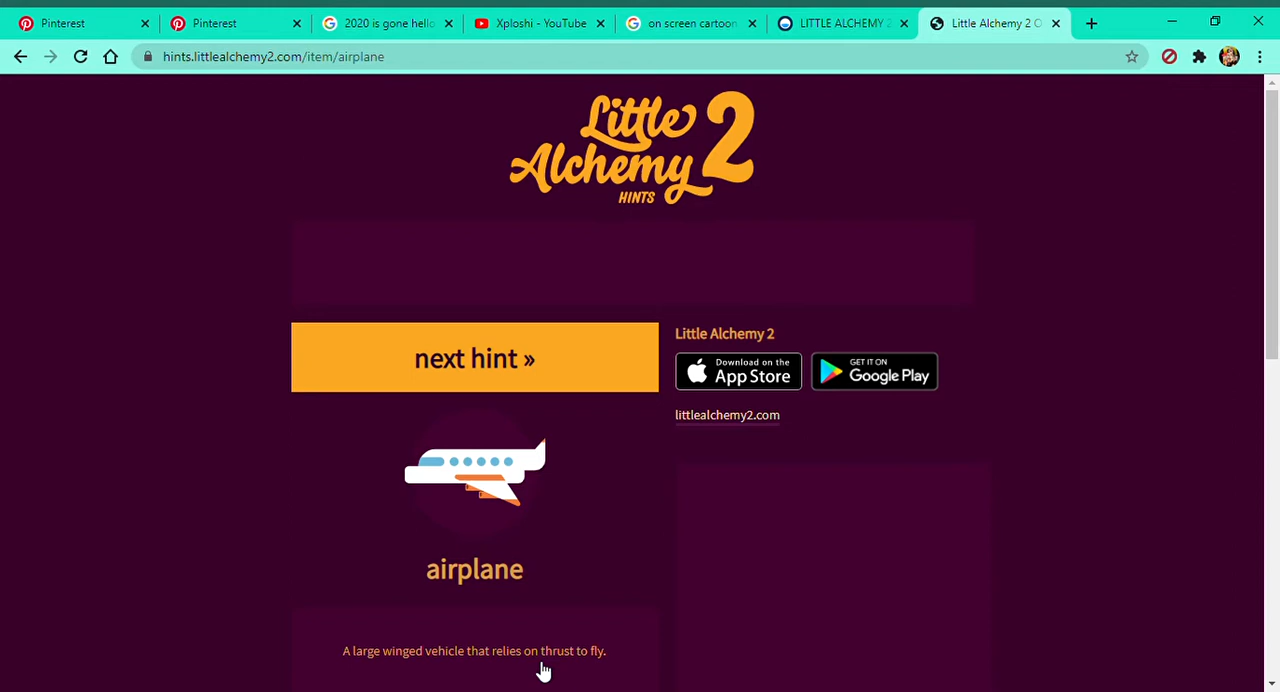 Pinterest
Pinterest
2020 is gone hello
Xploshi - YouTube
on screen cartoon
LITTLE ALCHEMY 2
Little Alchemy 2 O
hints.littlealchemy2.com/item/airplane
Little
Alchemy 2
HINTS
next hint »
Little Alchemy 2
Download on the
App Store
GET IT ON
Google Play
littlealchemy2.com
airplane
A large winged vehicle that relies on thrust to fly.